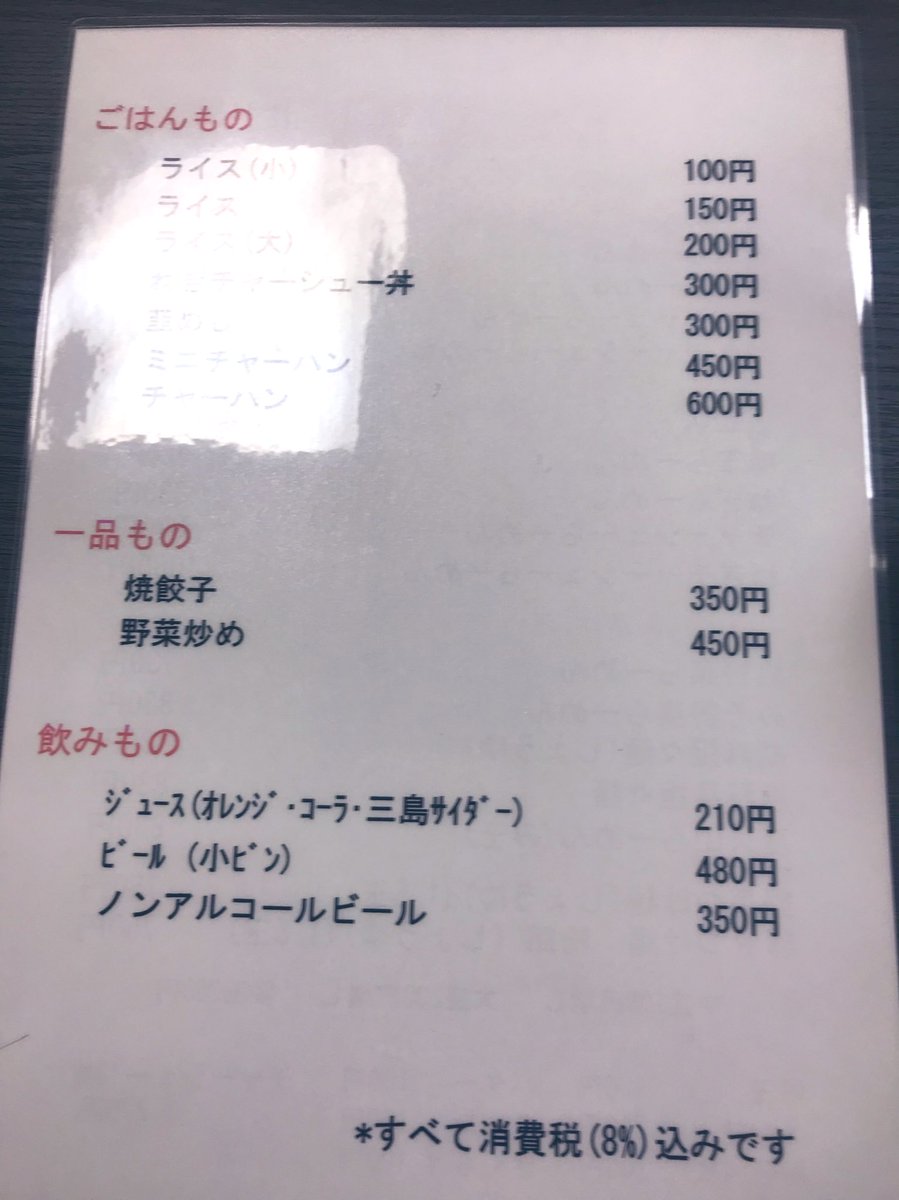 ごはんもの
ライス(小) 100円
ライス 150円
ライス(大) 200円
ねぎチャーシュー丼 300円
300円
ミニチャーハン 450円
チャーハン 600円
一品もの
焼餃子 350円
野菜炒め 450円
飲みもの
ジュース(オレンジ・コーラ・三島サイダー) 210円
ビール (小ビン) 480円
ノンアルコールビール 350円
*すべて消費税(8%)込みです